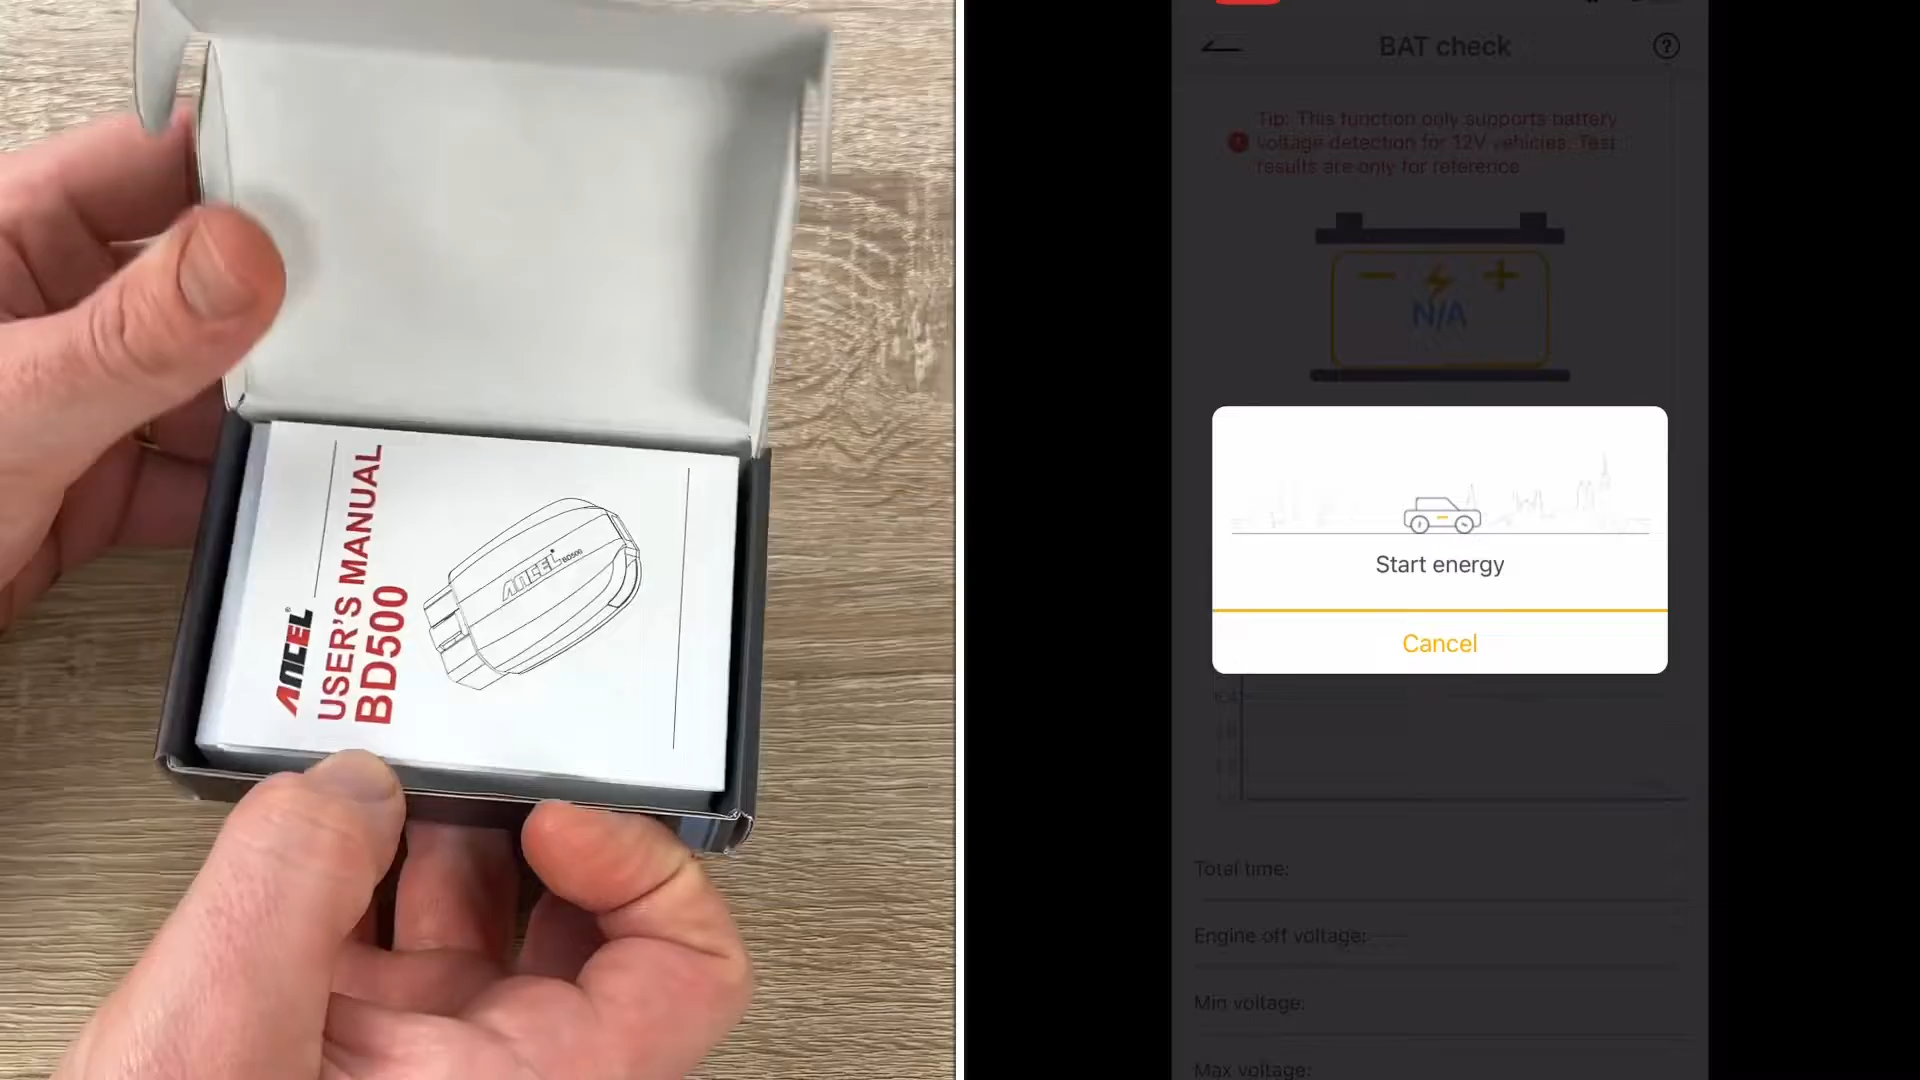 ANCEL
USER'S MANUAL
BD500
ANCEL BD500
BAT check
Tip: This function only supports battery
voltage detection for 12V vehicles. Test
results are only for reference
N/A
Start energy
Cancel
Total time:
Engine off voltage:
Min voltage:
Max voltage: